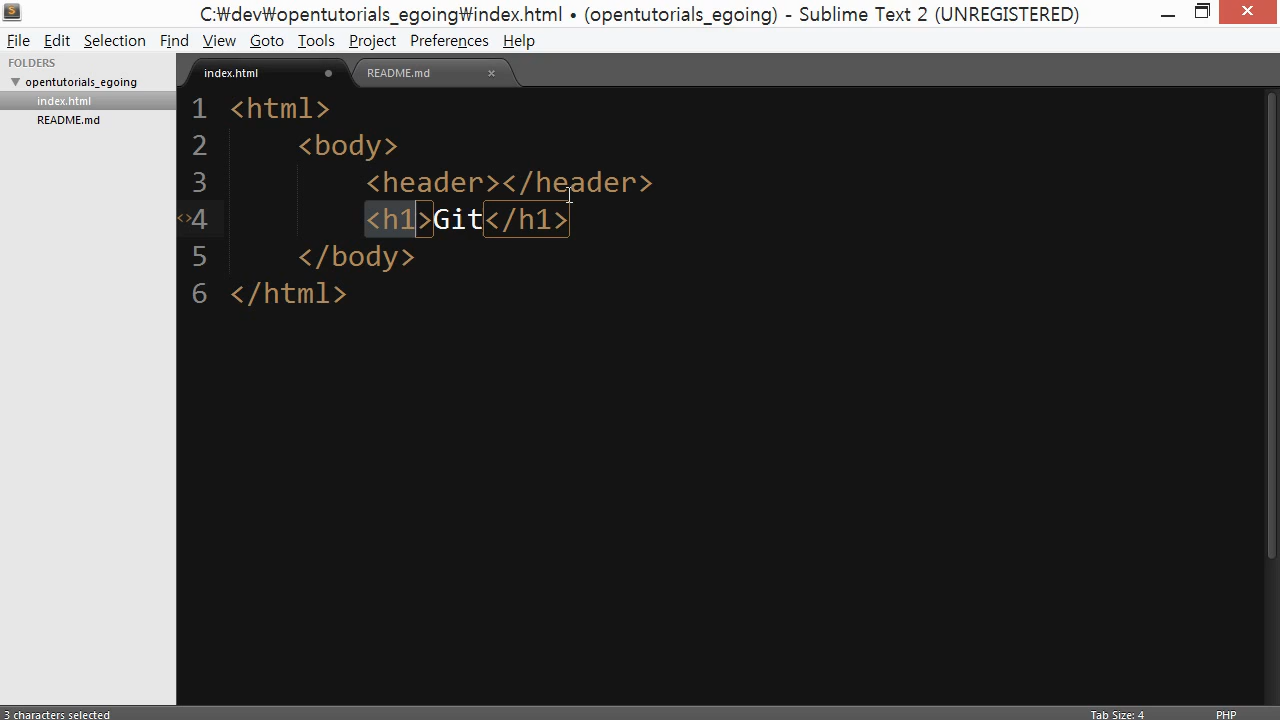 C:₩dev₩opentutorials_egoing₩index.html • (opentutorials_egoing) - Sublime Text 2 (UNREGISTERED)
File Edit Selection Find View Goto Tools Project Preferences Help
FOLDERS
opentutorials_egoing
index.html
README.md
index.html README.md
1 <html>
2 <body>
3 <header></header>
4 <h1>Git</h1>
5 </body>
6 </html>
3 characters selected Tab Size: 4 PHP